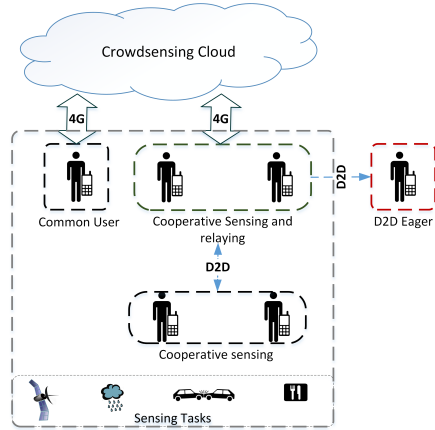 Crowdsensing Cloud
4G
4G
Common User
Cooperative Sensing and
relaying
D2D
D2D Eager
D2D
Cooperative sensing
Sensing Tasks